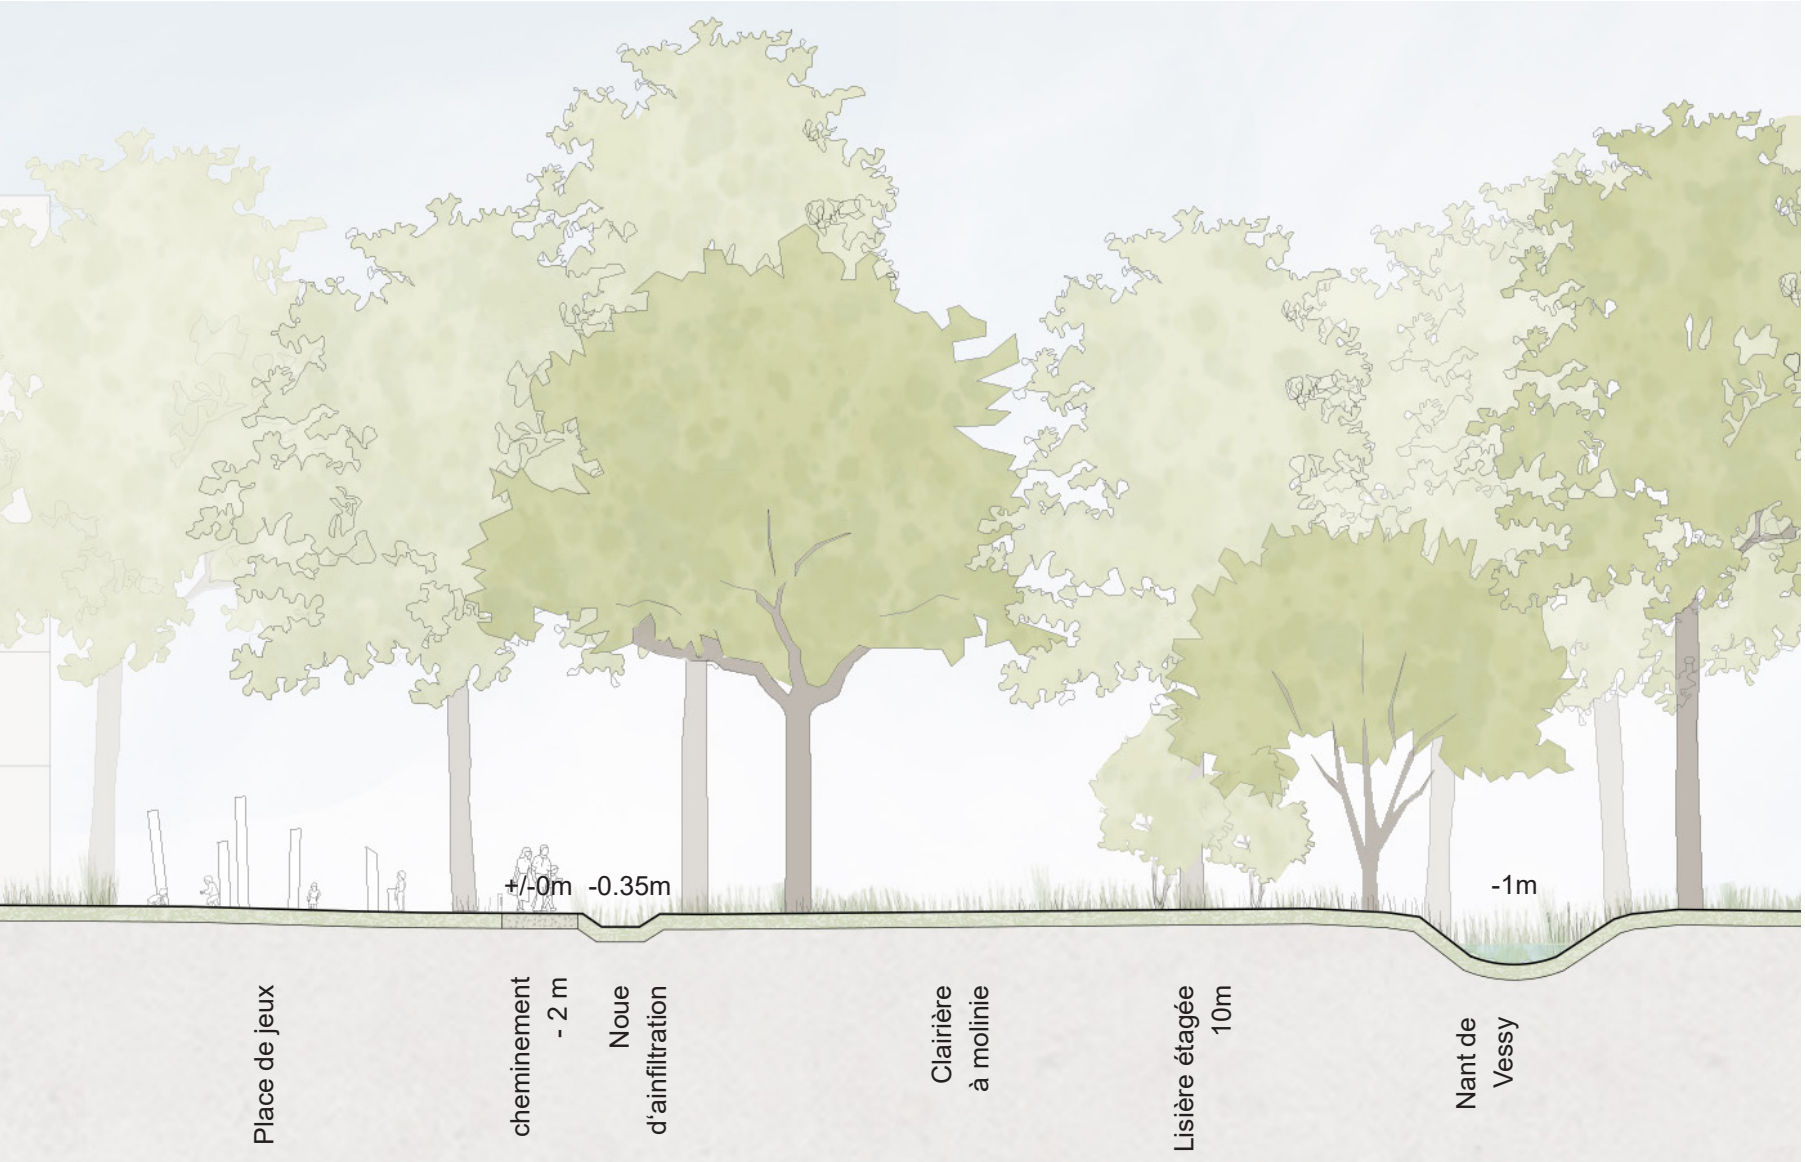 +/-0m
-0.35m
-1m
Place de jeux
cheminement
- 2 m
Noue
d'ainfiltration
Clairière
à molinie
Lisière étagée
10m
Nant de
Vessy